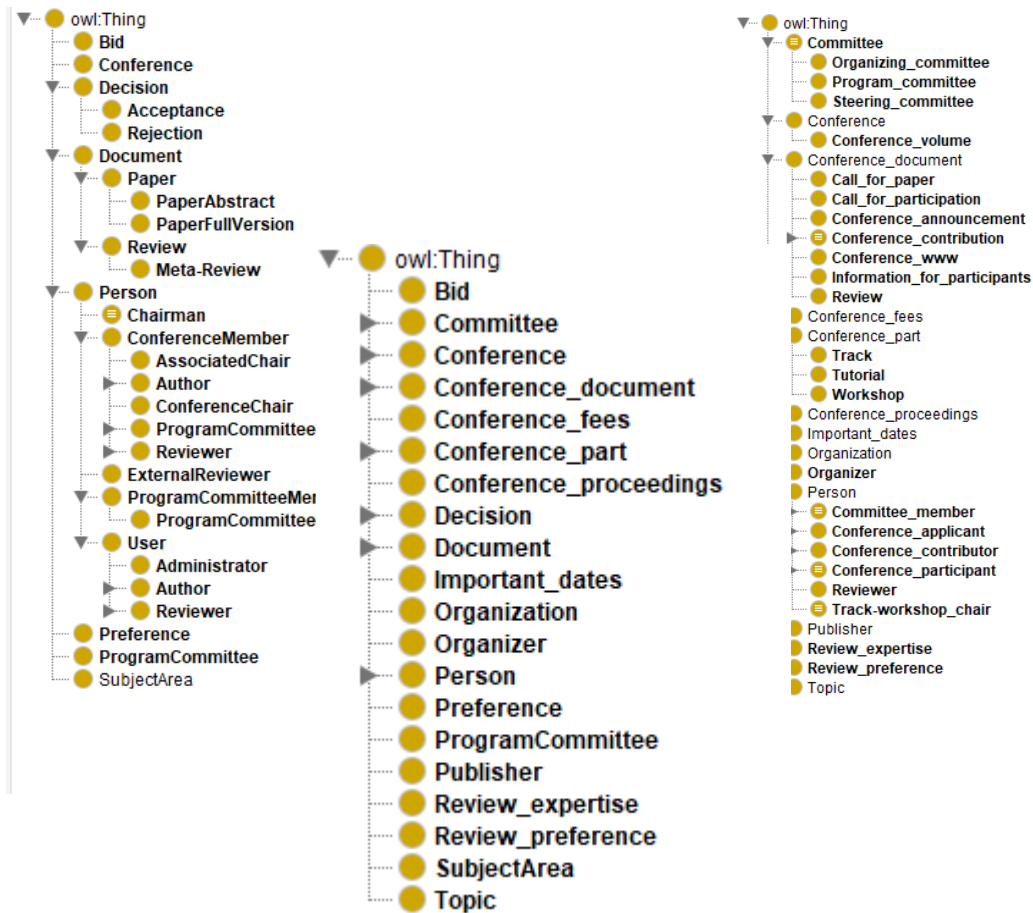 owl:Thing
Bid
Conference
Decision
Acceptance
Rejection
Document
Paper
PaperAbstract
PaperFullVersion
Review
Meta-Review
Person
Chairman
ConferenceMember
AssociatedChair
Author
ConferenceChair
ProgramCommittee
Reviewer
ExternalReviewer
ProgramCommitteeMer
ProgramCommittee
User
Administrator
Author
Reviewer
Preference
ProgramCommittee
SubjectArea
owl:Thing
Bid
Committee
Conference
Conference_document
Conference_fees
Conference_part
Conference_proceedings
Decision
Document
Important_dates
Organization
Organizer
Person
Preference
ProgramCommittee
Publisher
Review_expertise
Review_preference
SubjectArea
Topic
owl:Thing
Committee
Organizing_committee
Program_committee
Steering_committee
Conference
Conference_volume
Conference_document
Call_for_paper
Call_for_participation
Conference_announcement
Conference_contribution
Conference_www
Information_for_participants
Review
Conference_fees
Conference_part
Track
Tutorial
Workshop
Conference_proceedings
Important_dates
Organization
Organizer
Person
Committee_member
Conference_applicant
Conference_contributor
Conference_participant
Reviewer
Track-workshop_chair
Publisher
Review_expertise
Review_preference
Topic